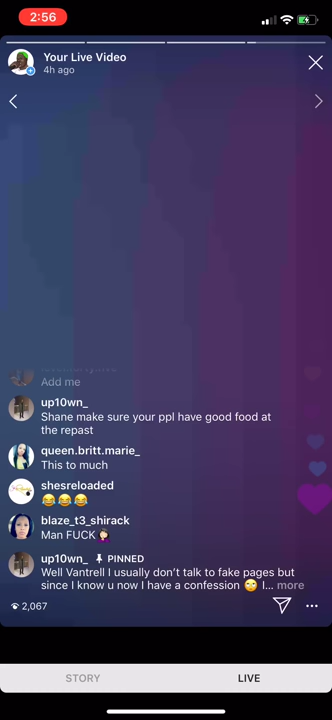 2:56
Your Live Video
4h ago
Add me
up10wn_
Shane make sure your ppl have good food at
the repast
queen.britt.marie_
This to much
shesreloaded
😂😂😂
blaze_t3_shirack
Man FUCK🤦🏻‍♀️
up10wn_ 📌 PINNED
Well Vantrell I usually don’t talk to fake pages but
since I know u now I have a confession 🙄 I... more
2,067
STORY
LIVE